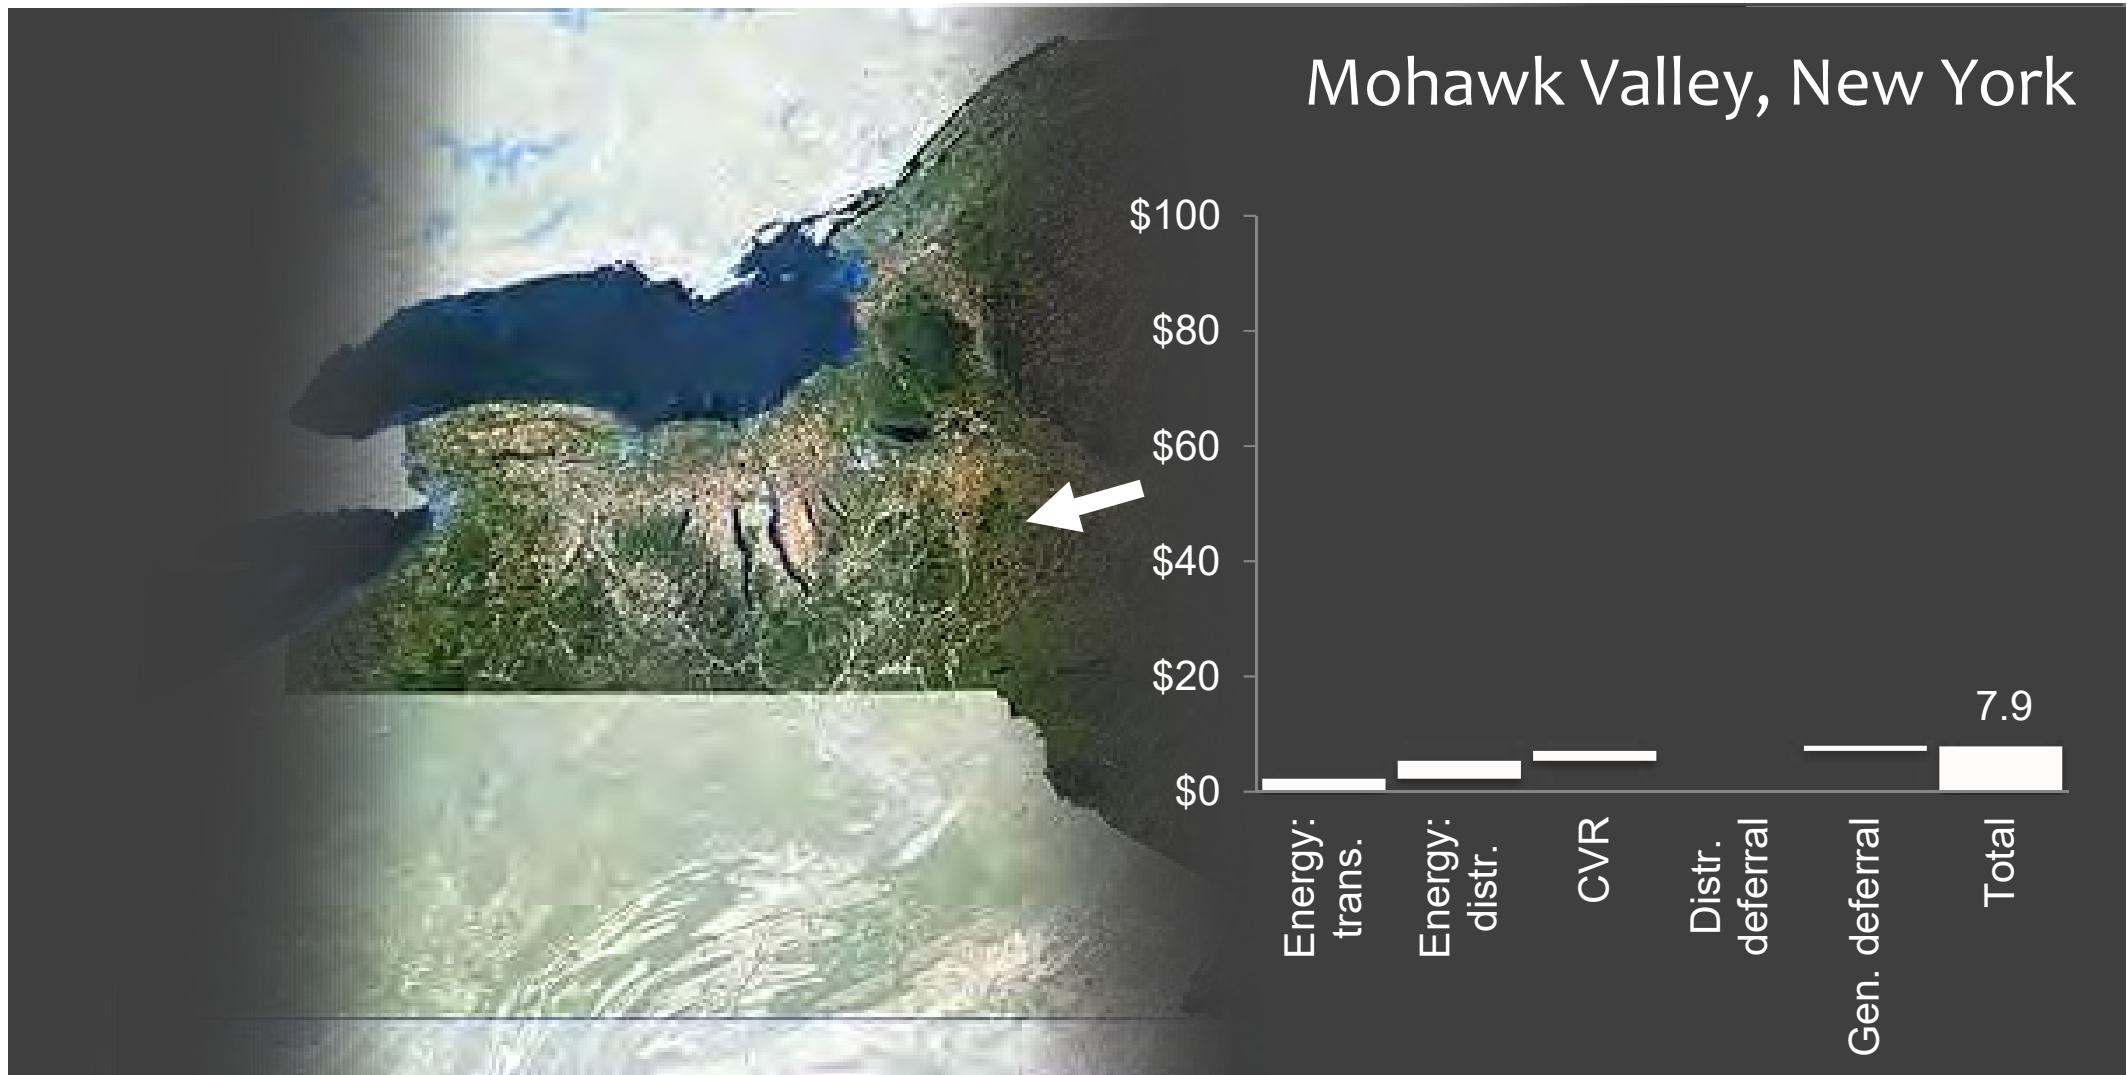 Mohawk Valley, New York
$100
$80
$60
$40
$20
$0
7.9
Energy:
trans.
Energy:
distr.
CVR
Distr.
deferral
Gen. deferral
Total